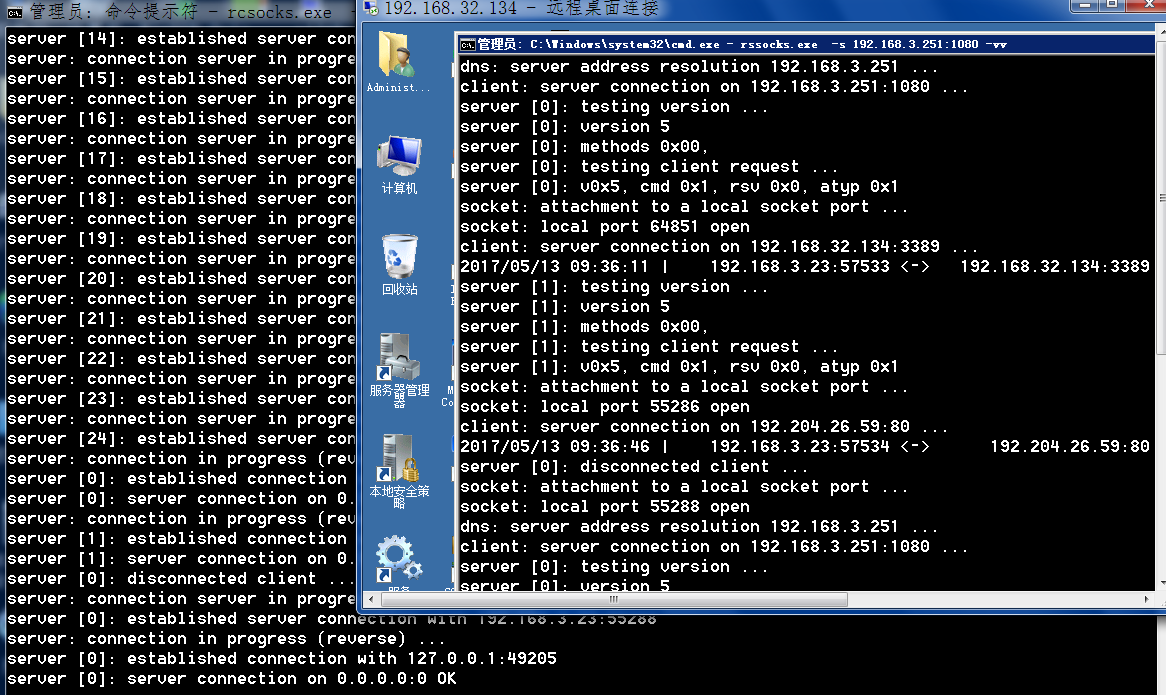 管理员: 命令提示符 - rcsocks.exe
server [14]: established server con
server: connection server in progre
server [15]: established server con
server: connection server in progre
server [16]: established server con
server: connection server in progre
server [17]: established server con
server: connection server in progre
server [18]: established server con
server: connection server in progre
server [19]: established server con
server: connection server in progre
server [20]: established server con
server: connection server in progre
server [21]: established server con
server: connection server in progre
server [22]: established server con
server: connection server in progre
server [23]: established server con
server: connection server in progre
server [24]: established server con
server: connection in progress (rev
server [0]: established connection
server [0]: server connection on 0.
server: connection in progress (rev
server [1]: established connection
server [1]: server connection on 0.
server [0]: disconnected client ...
server: connection server in progre
server [0]: established server connection with 192.168.3.23:55288
server: connection in progress (reverse) ...
server [0]: established connection with 127.0.0.1:49205
server [0]: server connection on 0.0.0.0:0 OK
192.168.32.134 - 远程桌面连接
Administ...
计算机
回收站
服务器管理
器
本地安全策
略
服务
管理员: C:\Windows\system32\cmd.exe - rssocks.exe -s 192.168.3.251:1080 -vv
dns: server address resolution 192.168.3.251 ...
client: server connection on 192.168.3.251:1080 ...
server [0]: testing version ...
server [0]: version 5
server [0]: methods 0x00,
server [0]: testing client request ...
server [0]: v0x5, cmd 0x1, rsv 0x0, atyp 0x1
socket: attachment to a local socket port ...
socket: local port 64851 open
client: server connection on 192.168.32.134:3389 ...
2017/05/13 09:36:11 | 192.168.3.23:57533 <-> 192.168.32.134:3389
server [1]: testing version ...
server [1]: version 5
server [1]: methods 0x00,
server [1]: testing client request ...
server [1]: v0x5, cmd 0x1, rsv 0x0, atyp 0x1
socket: attachment to a local socket port ...
socket: local port 55286 open
client: server connection on 192.204.26.59:80 ...
2017/05/13 09:36:46 | 192.168.3.23:57534 <-> 192.204.26.59:80
server [0]: disconnected client ...
socket: attachment to a local socket port ...
socket: local port 55288 open
dns: server address resolution 192.168.3.251 ...
client: server connection on 192.168.3.251:1080 ...
server [0]: testing version ...
server [0]: version 5